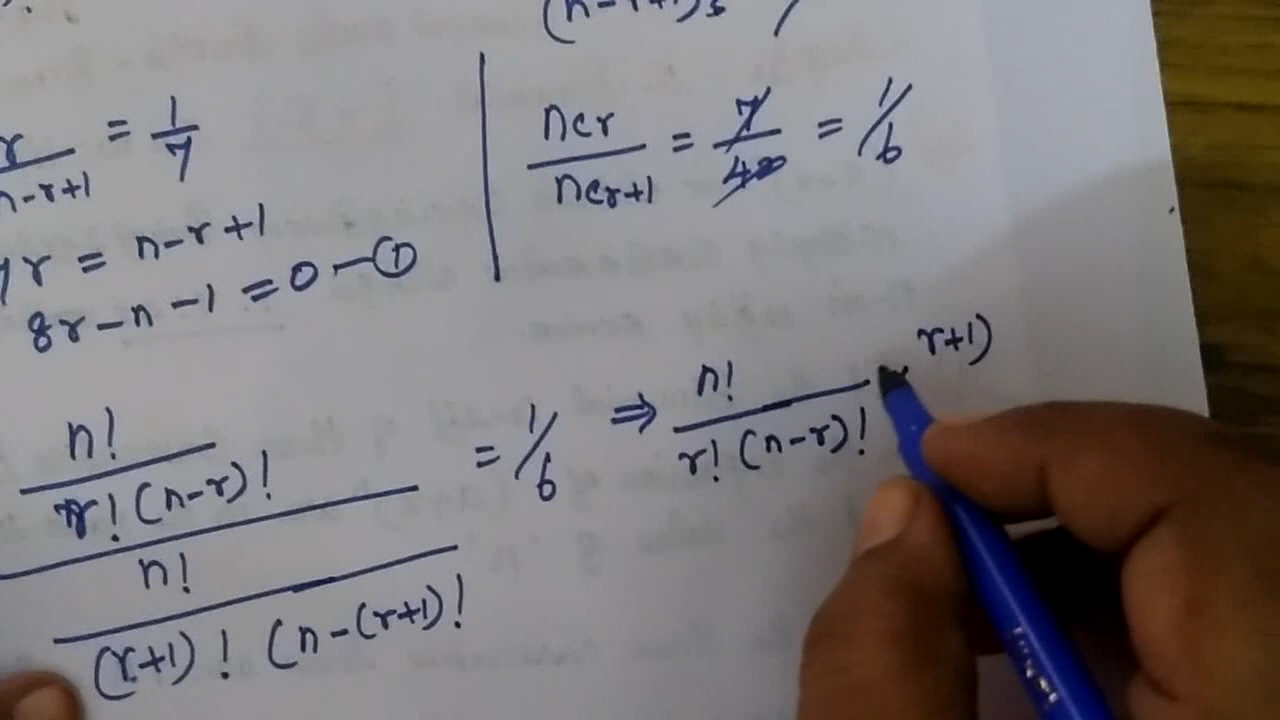 (n-r+1)
r/n-r+1 = 1/7
nCr/nCr+1 = 7/42 = 1/6
7r = n-r+1
8r-n-1 = 0 - ①
n!/r!(n-r)! / n!/(r+1)!(n-(r+1)! = 1/6 ⇒ n!/r!(n-r)! r+1)